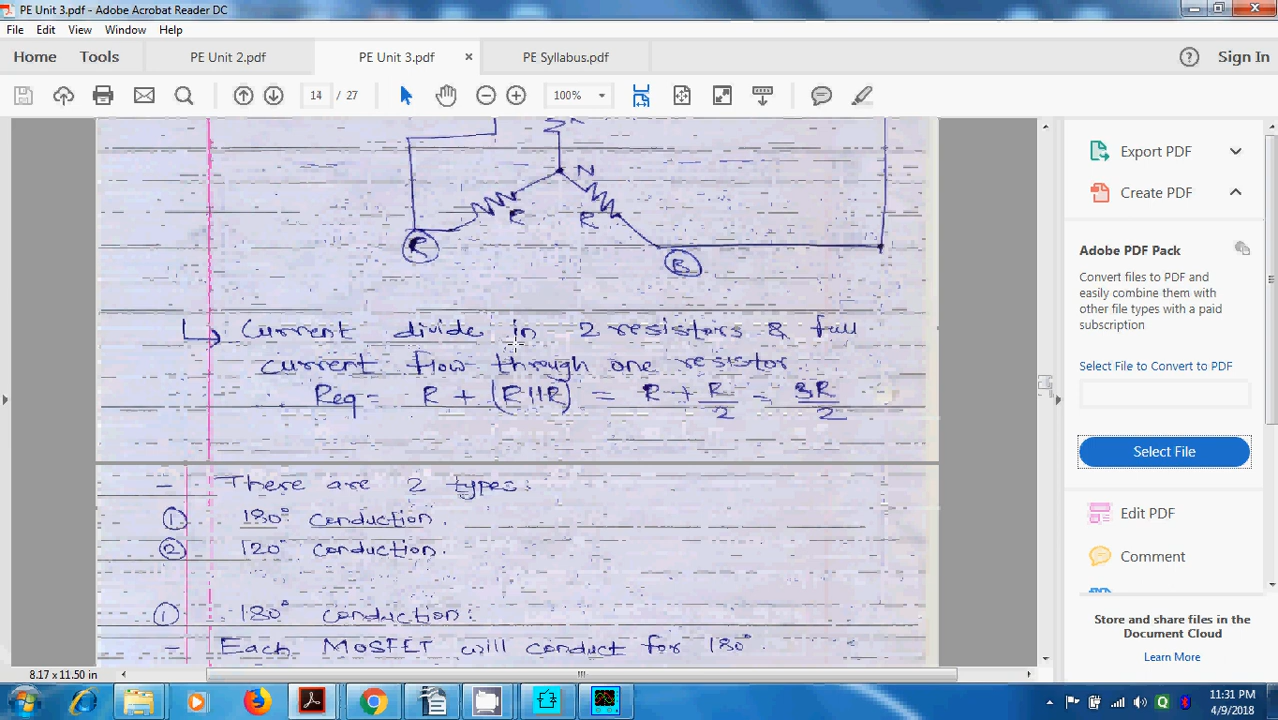 PE Unit 3.pdf - Adobe Acrobat Reader DC
File Edit View Window Help
Home Tools PE Unit 2.pdf PE Unit 3.pdf × PE Syllabus.pdf ? Sign In
14 / 27 100%
N
R R
R
B
↳ Current divide in 2 resistors & full
current flow through one resistor.
Req = R + (R||R) = R + R/2 = 3R/2
- There are 2 types:
① 180° conduction.
② 120° conduction.
① 180° conduction:
- Each MOSFET will conduct for 180°.
Export PDF
Create PDF
Adobe PDF Pack
Convert files to PDF and
easily combine them with
other file types with a paid
subscription
Select File to Convert to PDF
Select File
Edit PDF
Comment
Store and share files in the
Document Cloud
Learn More
8.17 x 11.50 in
11:31 PM
4/9/2018